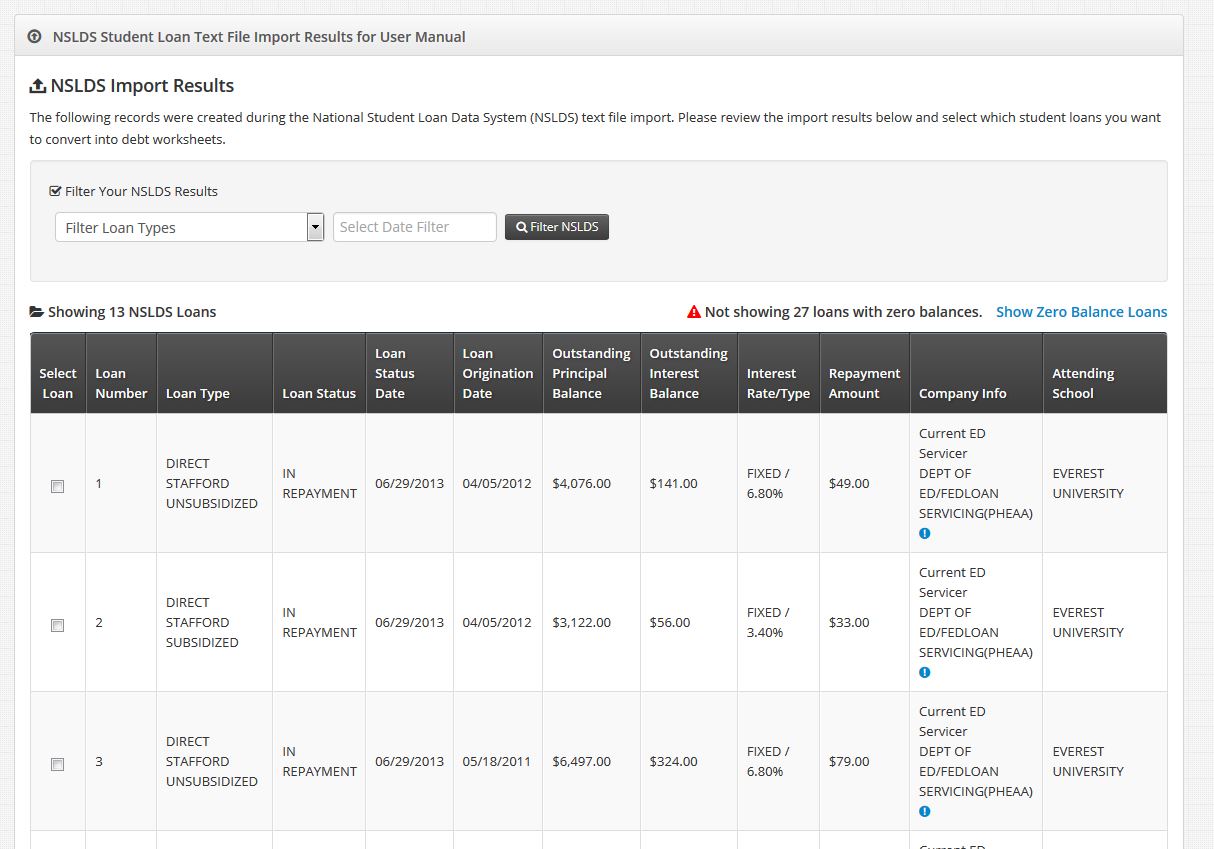 NSLDS Student Loan Text File Import Results for User Manual
NSLDS Import Results
The following records were created during the National Student Loan Data System (NSLDS) text file import. Please review the import results below and select which student loans you want
to convert into debt worksheets.
Filter Your NSLDS Results
Filter Loan Types
Select Date Filter
Filter NSLDS
Showing 13 NSLDS Loans
Not showing 27 loans with zero balances.
Show Zero Balance Loans
Select
Loan
Loan
Number
Loan Type
Loan Status
Loan
Status
Date
Loan
Origination
Date
Outstanding
Principal
Balance
Outstanding
Interest
Balance
Interest
Rate/Type
Repayment
Amount
Company Info
Attending
School
1
DIRECT
STAFFORD
UNSUBSIDIZED
IN
REPAYMENT
06/29/2013
04/05/2012
$4,076.00
$141.00
FIXED /
6.80%
$49.00
Current ED
Servicer
DEPT OF
ED/FEDLOAN
SERVICING(PHEAA)
EVEREST
UNIVERSITY
2
DIRECT
STAFFORD
SUBSIDIZED
IN
REPAYMENT
06/29/2013
04/05/2012
$3,122.00
$56.00
FIXED /
3.40%
$33.00
Current ED
Servicer
DEPT OF
ED/FEDLOAN
SERVICING(PHEAA)
EVEREST
UNIVERSITY
3
DIRECT
STAFFORD
UNSUBSIDIZED
IN
REPAYMENT
06/29/2013
05/18/2011
$6,497.00
$324.00
FIXED /
6.80%
$79.00
Current ED
Servicer
DEPT OF
ED/FEDLOAN
SERVICING(PHEAA)
EVEREST
UNIVERSITY
Current ED